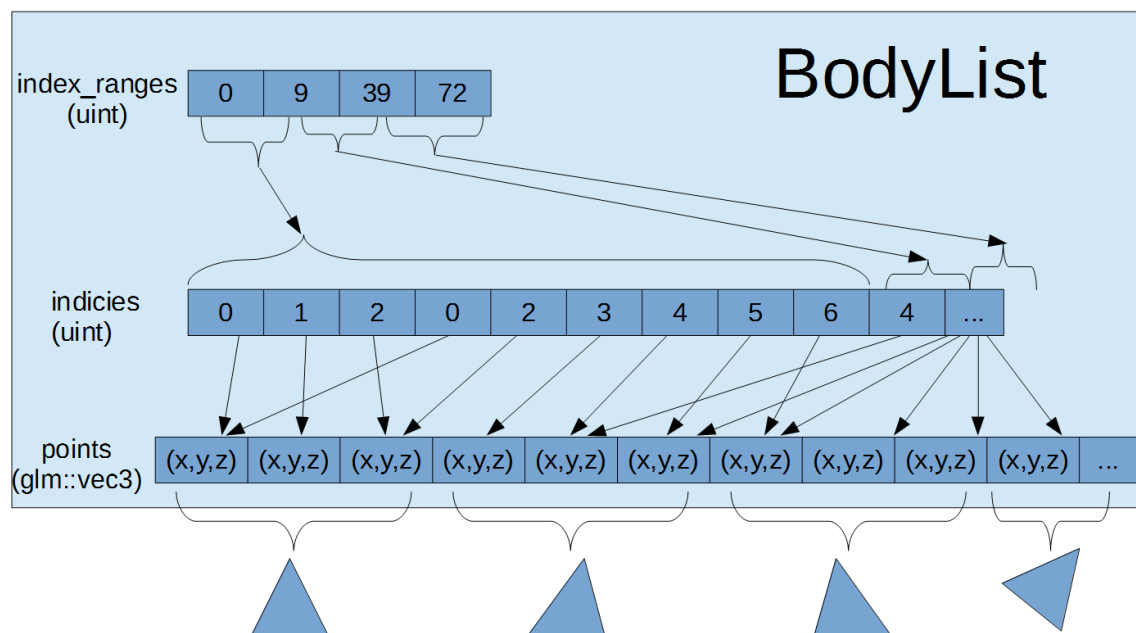 BodyList
index_ranges
(uint)
0 9 39 72
indicies
(uint)
0 1 2 0 2 3 4 5 6 4 ...
points
(glm::vec3)
(x,y,z) (x,y,z) (x,y,z) (x,y,z) (x,y,z) (x,y,z) (x,y,z) (x,y,z) (x,y,z) (x,y,z) ...